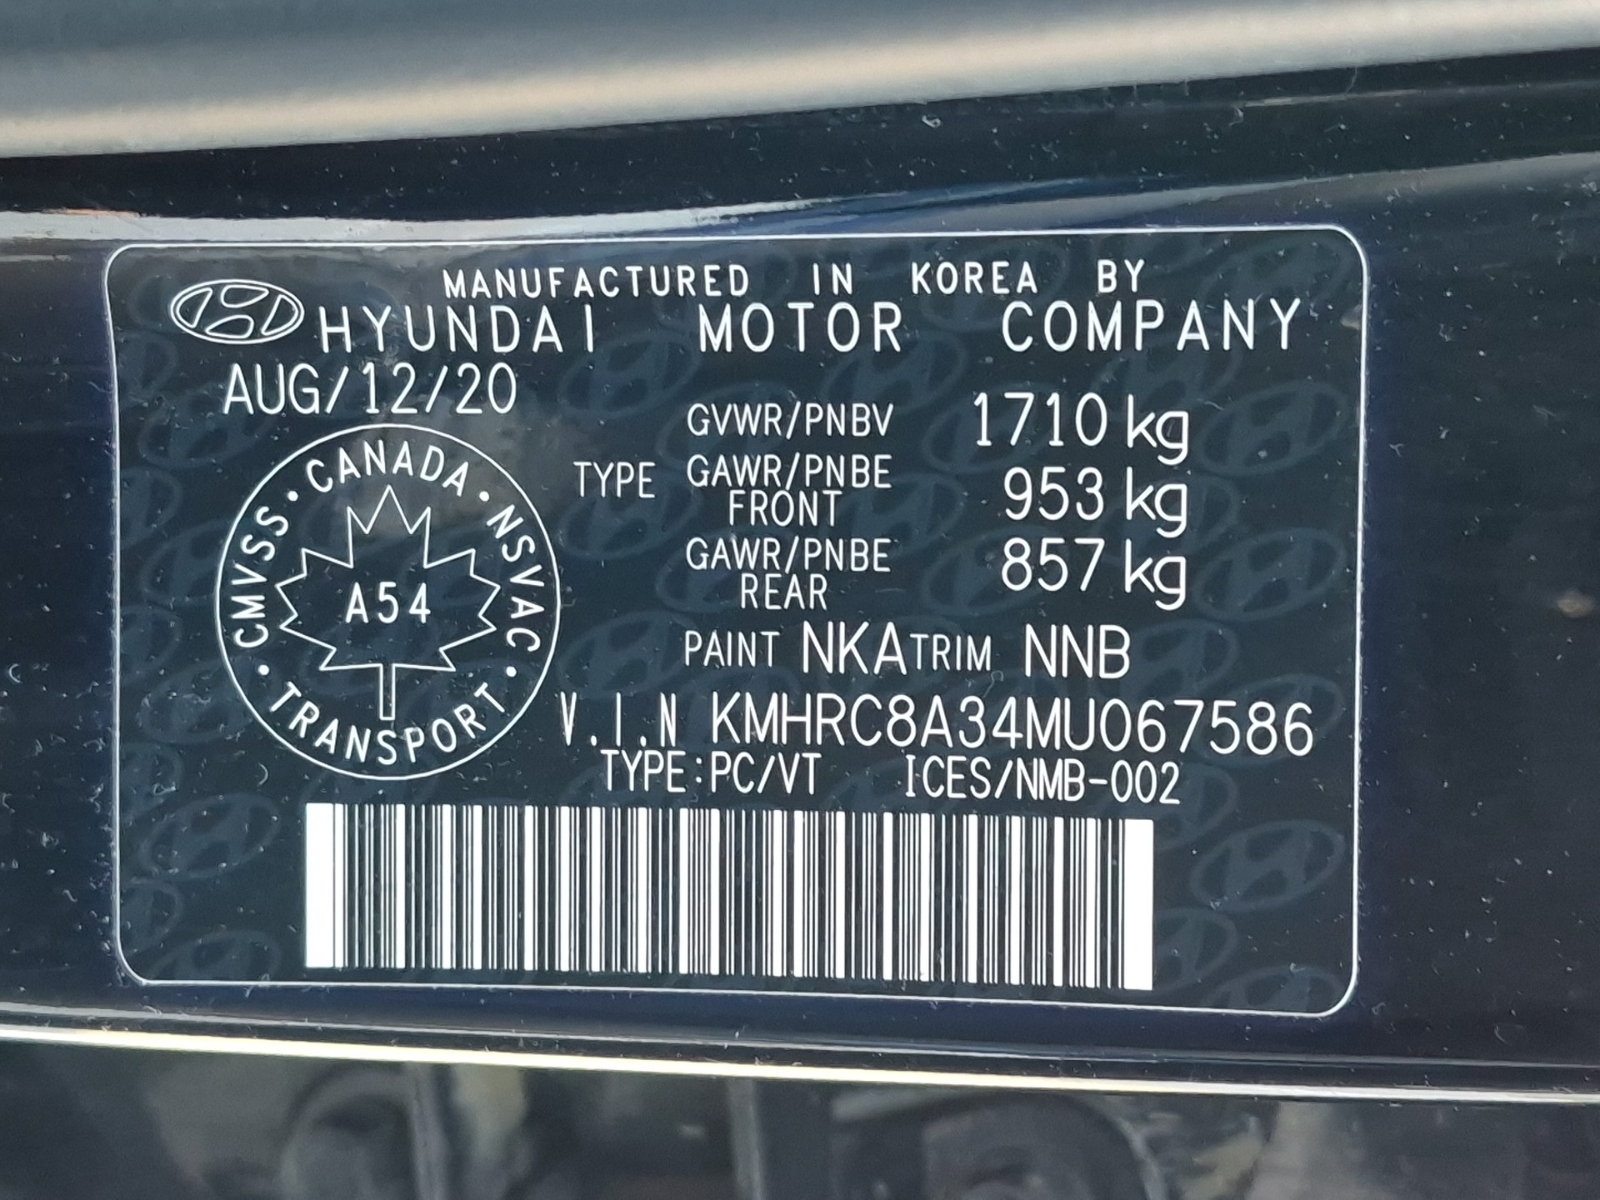 MANUFACTURED IN KOREA BY
HYUNDAI MOTOR COMPANY
AUG/12/20
GVWR/PNBV 1710 kg
TYPE GAWR/PNBE FRONT 953 kg
GAWR/PNBE REAR 857 kg
CMVSS • CANADA • NSVAC • TRANSPORT •
A54
PAINT NKA TRIM NNB
V.I.N KMHRC8A34MU067586
TYPE:PC/VT ICES/NMB-002